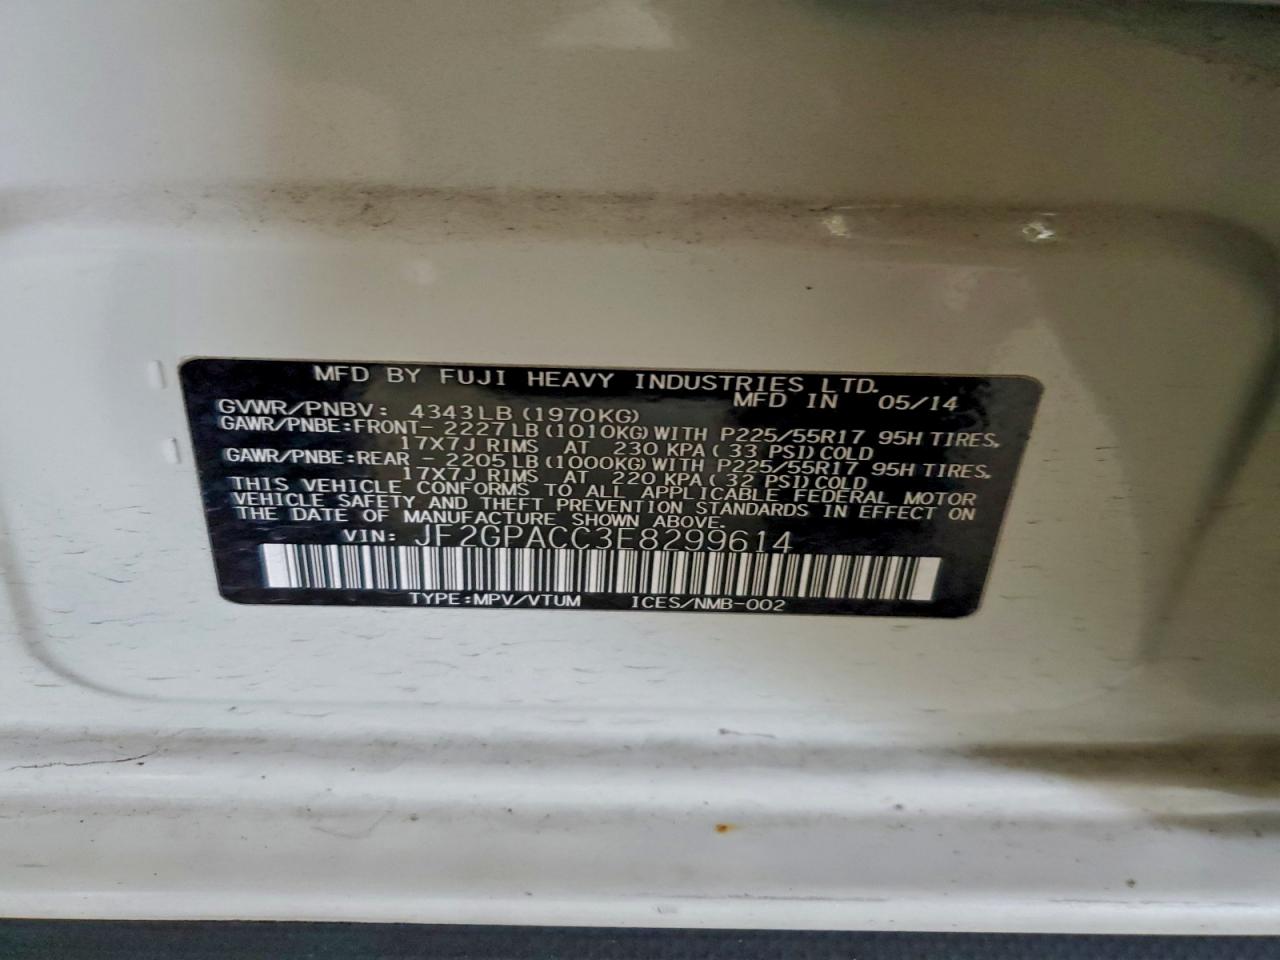 MFD BY FUJI HEAVY INDUSTRIES LTD.
MFD IN 05/14
GVWR/PNBV: 4343LB (1970KG)
GAWR/PNBE:FRONT- 2227LB(1010KG) WITH P225/55R17 95H TIRES,
17X7J RIMS AT 230 KPA( 33 PSI) COLD
GAWR/PNBE:REAR - 2205LB(1000KG) WITH P225/55R17 95H TIRES,
17X7J RIMS AT 220 KPA( 32 PSI) COLD
THIS VEHICLE CONFORMS TO ALL APPLICABLE FEDERAL MOTOR
VEHICLE SAFETY AND THEFT PREVENTION STANDARDS IN EFFECT ON
THE DATE OF MANUFACTURE SHOWN ABOVE.
VIN: JF2GPACC3E8299614
TYPE:MPV/VTUM ICES/NMB-002